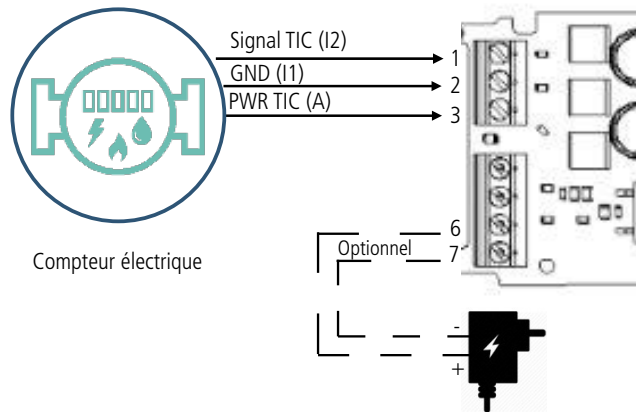 Signal TIC (I2)
1
GND (I1)
2
PWR TIC (A)
3
6
Optionnel
7
Compteur électrique
-
+